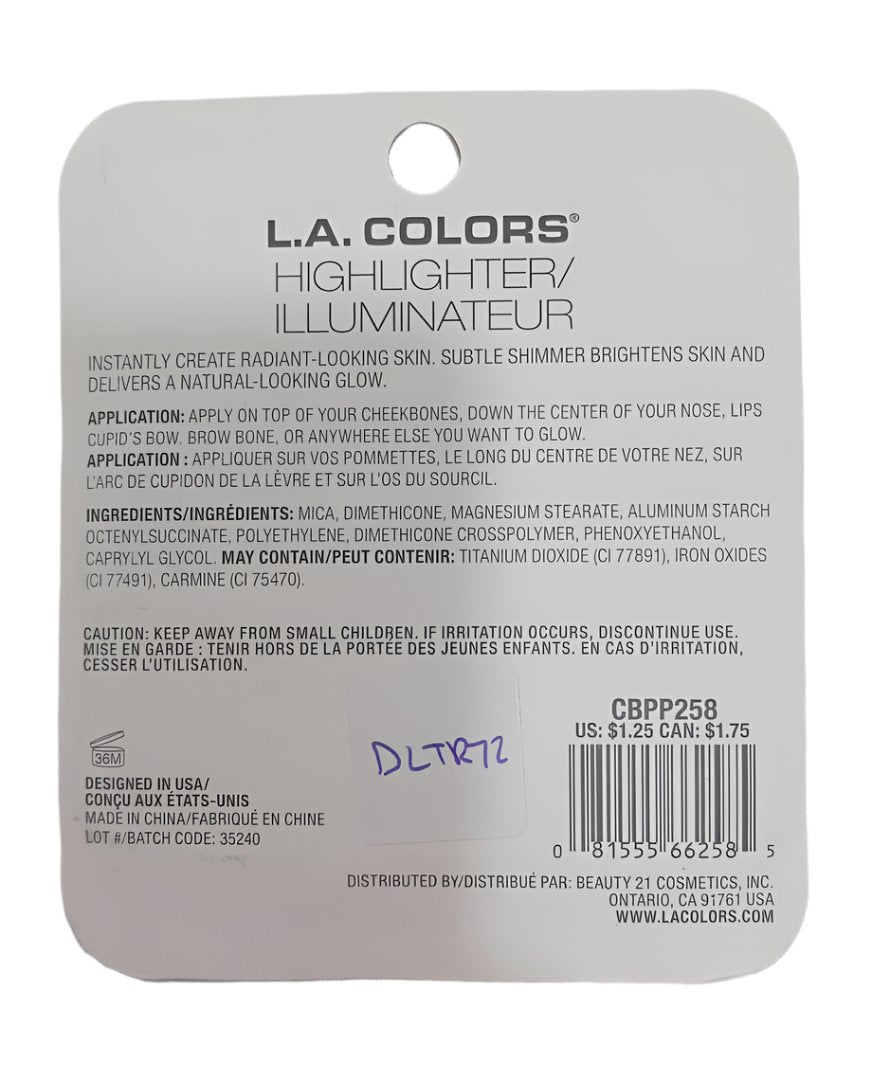 L.A. COLORS®
HIGHLIGHTER/
ILLUMINATEUR
INSTANTLY CREATE RADIANT-LOOKING SKIN. SUBTLE SHIMMER BRIGHTENS SKIN AND
DELIVERS A NATURAL-LOOKING GLOW.
APPLICATION: APPLY ON TOP OF YOUR CHEEKBONES, DOWN THE CENTER OF YOUR NOSE, LIPS
CUPID'S BOW. BROW BONE, OR ANYWHERE ELSE YOU WANT TO GLOW.
APPLICATION : APPLIQUER SUR VOS POMMETTES, LE LONG DU CENTRE DE VOTRE NEZ, SUR
L'ARC DE CUPIDON DE LA LÈVRE ET SUR L'OS DU SOURCIL.
INGREDIENTS/INGRÉDIENTS: MICA, DIMETHICONE, MAGNESIUM STEARATE, ALUMINUM STARCH
OCTENYLSUCCINATE, POLYETHYLENE, DIMETHICONE CROSSPOLYMER, PHENOXYETHANOL,
CAPRYLYL GLYCOL. MAY CONTAIN/PEUT CONTENIR: TITANIUM DIOXIDE (CI 77891), IRON OXIDES
(CI 77491), CARMINE (CI 75470).
CAUTION: KEEP AWAY FROM SMALL CHILDREN. IF IRRITATION OCCURS, DISCONTINUE USE.
MISE EN GARDE : TENIR HORS DE LA PORTÉE DES JEUNES ENFANTS. EN CAS D'IRRITATION,
CESSER L'UTILISATION.
36M
DESIGNED IN USA/
CONÇU AUX ÉTATS-UNIS
MADE IN CHINA/FABRIQUÉ EN CHINE
LOT #/BATCH CODE: 35240
DLTR72
CBPP258
US: $1.25 CAN: $1.75
0 81555 66258 5
DISTRIBUTED BY/DISTRIBUÉ PAR: BEAUTY 21 COSMETICS, INC.
ONTARIO, CA 91761 USA
WWW.LACOLORS.COM